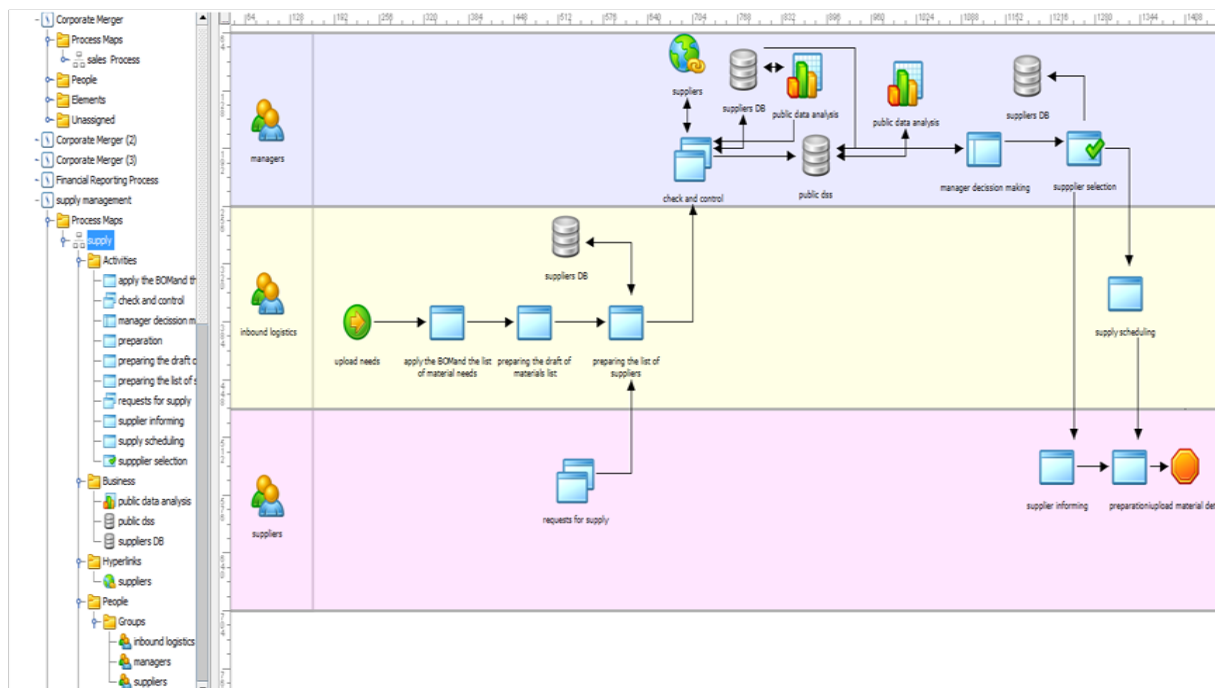 Corporate Merger
Process Maps
sales Process
People
Elements
Unassigned
Corporate Merger (2)
Corporate Merger (3)
Financial Reporting Process
supply management
Process Maps
supply
Activities
apply the BOMand th
check and control
manager decission m
preparation
preparing the draft o
preparing the list of s
requests for supply
supplier informing
supply scheduling
suppplier selection
Business
public data analysis
public dss
suppliers DB
Hyperlinks
suppliers
People
Groups
inbound logistics
managers
suppliers
64 128 192 256 320 384 448 512 576 640 704 768 832 896 960 1024 1088 1152 1216 1280 1344 1408
managers
suppliers
suppliers DB
public data analysis
public data analysis
suppliers DB
check and control
public dss
manager decission making
suppplier selection
inbound logistics
suppliers DB
upload needs
apply the BOMand the list
of material needs
preparing the draft of
materials list
preparing the list of
suppliers
supply scheduling
suppliers
requests for supply
supplier informing
preparation
upload material det